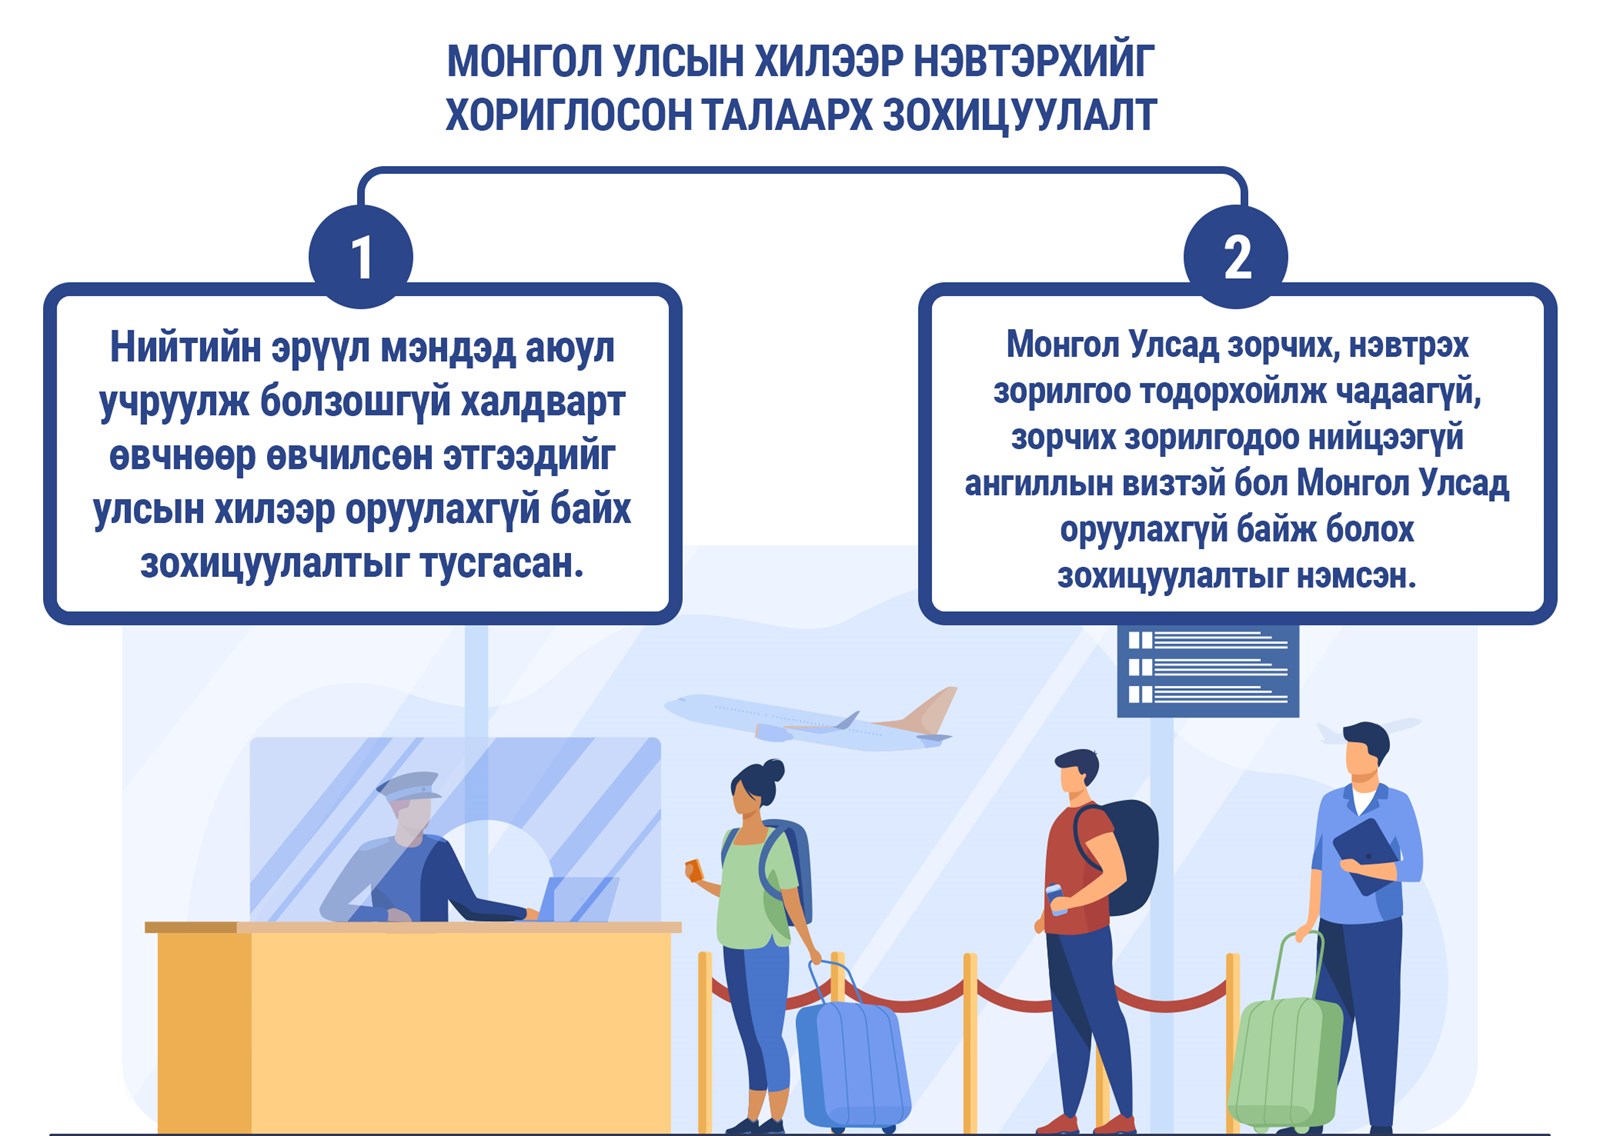 МОНГОЛ УЛСЫН ХИЛЭЭР НЭВТЭРХИЙГ
ХОРИГЛОСОН ТАЛААРХ ЗОХИЦУУЛАЛТ
1
Нийтийн эрүүл мэндэд аюул
учруулж болзошгүй халдварт
өвчнөөр өвчилсөн этгээдийг
улсын хилээр оруулахгүй байх
зохицуулалтыг тусгасан.
2
Монгол Улсад зорчих, нэвтрэх
зорилгоо тодорхойлж чадаагүй,
зорчих зорилгодоо нийцээгүй
ангиллын визтэй бол Монгол Улсад
оруулахгүй байж болох
зохицуулалтыг нэмсэн.